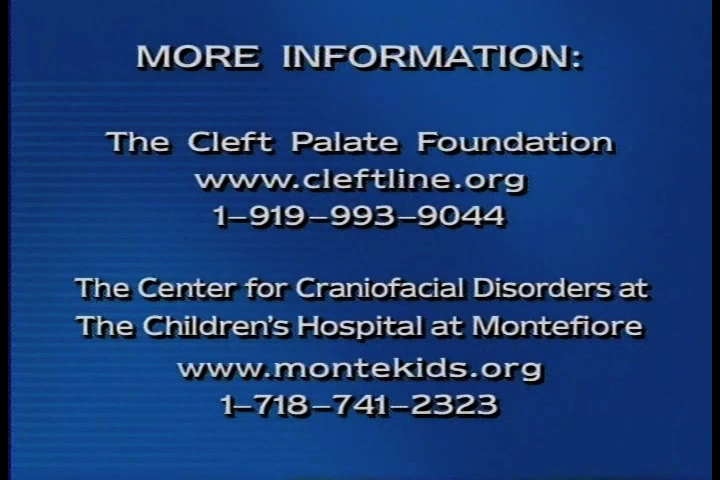 MORE INFORMATION:
The Cleft Palate Foundation
www.cleftline.org
1-919-993-9044
The Center for Craniofacial Disorders at
The Children's Hospital at Montefiore
www.montekids.org
1-718-741-2323